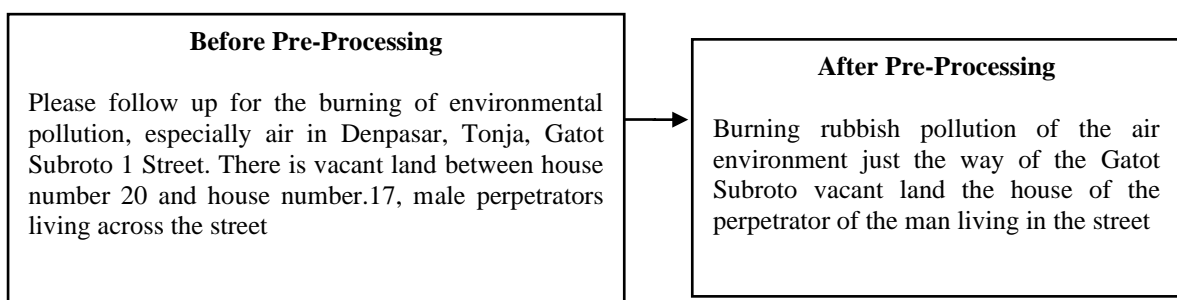 Before Pre-Processing
Please follow up for the burning of environmental
pollution, especially air in Denpasar, Tonja, Gatot
Subroto 1 Street. There is vacant land between house
number 20 and house number.17, male perpetrators
living across the street
After Pre-Processing
Burning rubbish pollution of the air
environment just the way of the Gatot
Subroto vacant land the house of the
perpetrator of the man living in the street